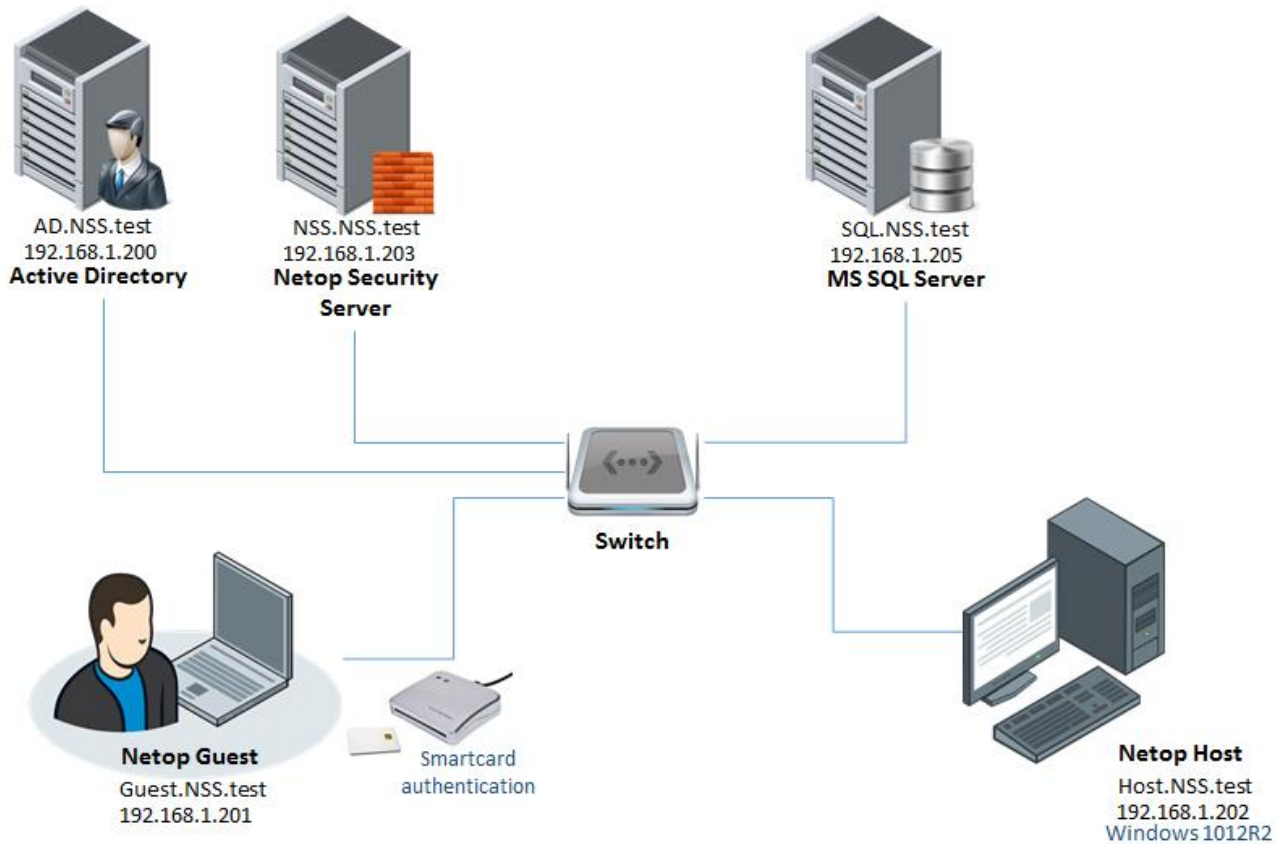 AD.NSS.test
192.168.1.200
Active Directory
NSS.NSS.test
192.168.1.203
Netop Security
Server
SQL.NSS.test
192.168.1.205
MS SQL Server
Switch
Netop Guest
Guest.NSS.test
192.168.1.201
Smartcard
authentication
Netop Host
Host.NSS.test
192.168.1.202
Windows 1012R2